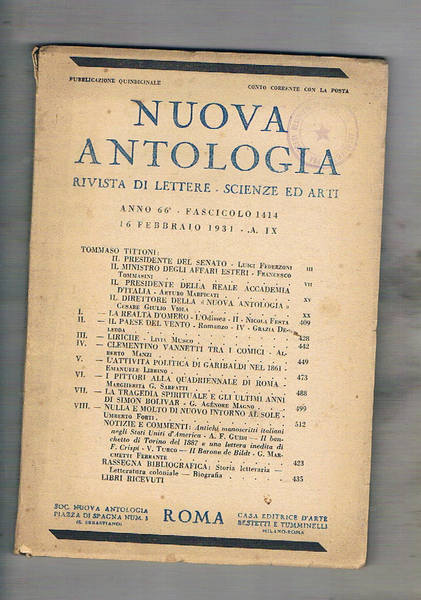 PUBBLICAZIONE QUINDICINALE CONTO CORRENTE CON LA POSTA
NUOVA
ANTOLOGIA
RIVISTA DI LETTERE - SCIENZE ED ARTI
ANNO 66° - FASCICOLO 1414
16 FEBBRAIO 1931 - A. IX
TOMMASO TITTONI:
IL PRESIDENTE DEL SENATO - LUIGI FEDERZONI III
IL MINISTRO DEGLI AFFARI ESTERI - FRANCESCO
TOMMASINI VII
IL PRESIDENTE DELLA REALE ACCADEMIA
D'ITALIA - ARTURO MARPICATI XV
IL DIRETTORE DELLA « NUOVA ANTOLOGIA »
CESARE GIULIO VIOLA XX
I. — LA REALTÀ D'OMERO - L'Odissea - II - NICOLA FESTA 409
II. — IL PAESE DEL VENTO - Romanzo - IV - GRAZIA DE-
LEDDA 428
III. — LIRICHE - LIVIA MUSCO 442
IV. — CLEMENTINO VANNETTI TRA I COMICI - AL-
BERTO MANZI 449
V. — L'ATTIVITÀ POLITICA DI GARIBALDI NEL 1861 -
EMANUELE LIBRINO 473
VI. — I PITTORI ALLA QUADRIENNALE DI ROMA -
MARGHERITA G. SARFATTI 488
VII. — LA TRAGEDIA SPIRITUALE E GLI ULTIMI ANNI
DI SIMON BOLIVAR - G. AGÈNORE MAGNO 499
VIII. — NULLA E MOLTO DI NUOVO INTORNO AL SOLE -
UMBERTO FORTI 512
NOTIZIE E COMMENTI: Antichi manoscritti italiani
negli Stati Uniti d'America - A. F. GUIDI — Il ban-
chetto di Torino del 1887 e una lettera inedita di
F. Crispi - V. TURCO — Il Barone de Bildt - G. MAR-
CHETTI FERRANTE 423
RASSEGNA BIBLIOGRAFICA: Storia letteraria —
Letteratura coloniale — Biografia 435
LIBRI RICEVUTI
SOC. NUOVA ANTOLOGIA
PIAZZA DI SPAGNA NUM. 3
(S. SEBASTIANO)
ROMA
CASA EDITRICE D'ARTE
BESTETTI E TUMMINELLI
MILANO-ROMA